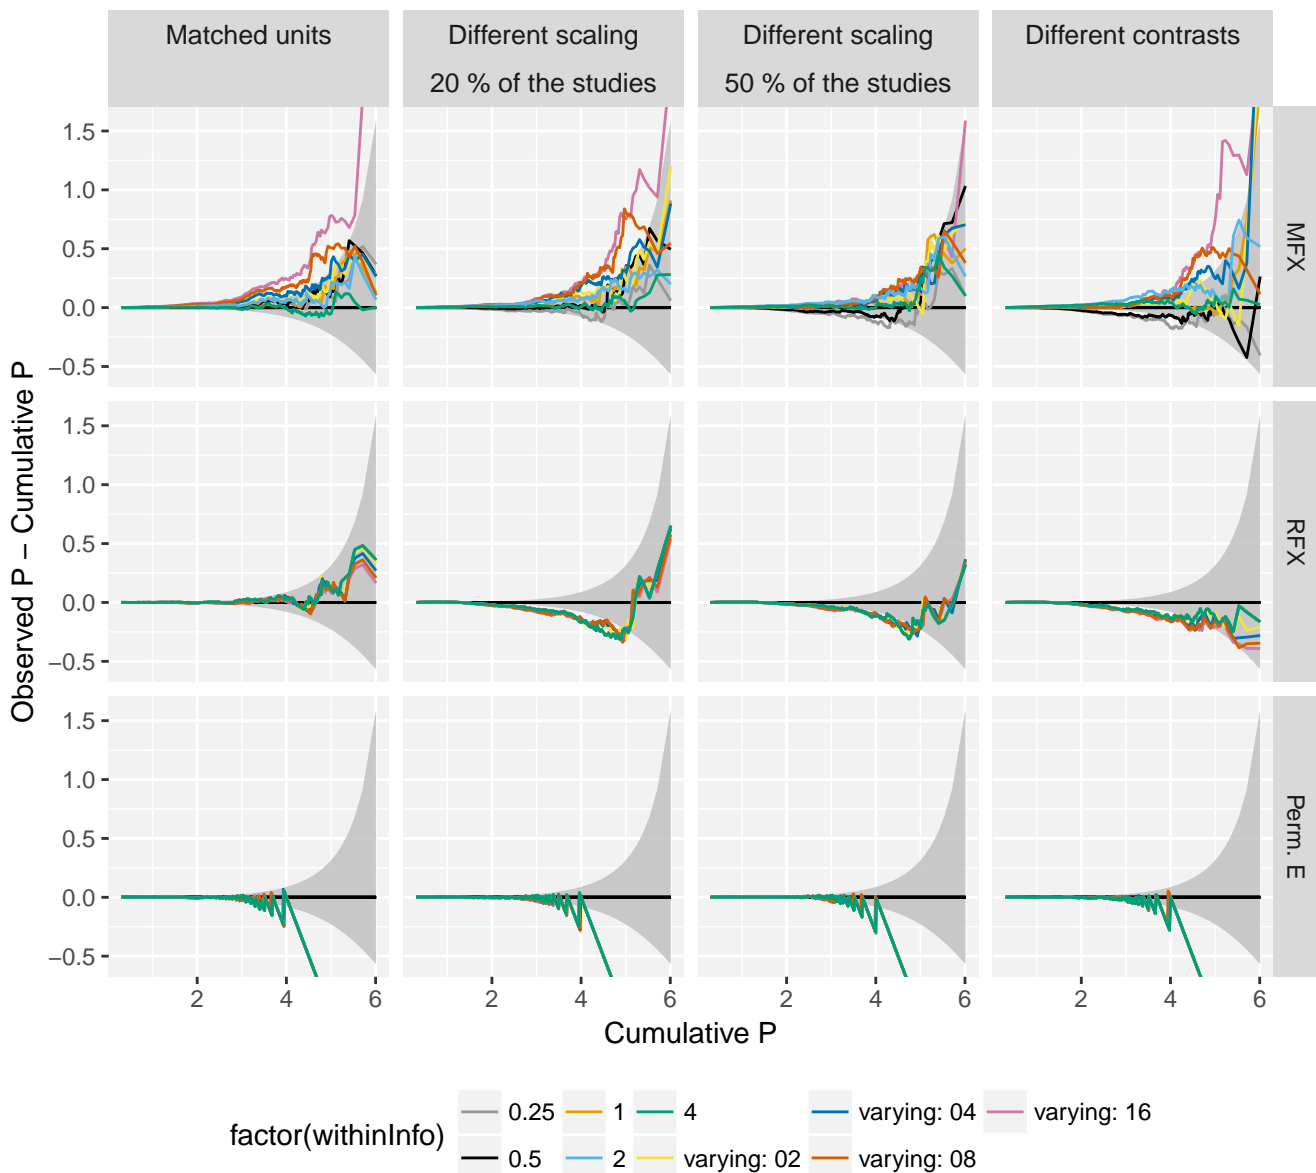 Matched units
Different scaling
20 % of the studies
Different scaling
50 % of the studies
Different contrasts
1.5
1.0
0.5
0.0
−0.5
MFX
1.5
1.0
0.5
0.0
−0.5
RFX
1.5
1.0
0.5
0.0
−0.5
Perm. E
Observed P − Cumulative P
2 4 6
2 4 6
2 4 6
2 4 6
Cumulative P
factor(withinInfo)
0.25 1 4 varying: 04 varying: 16
0.5 2 varying: 02 varying: 08